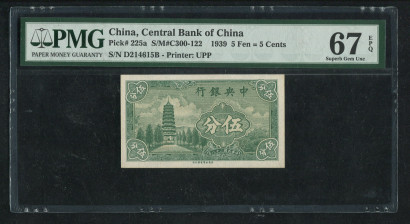 PMG
PAPER MONEY GUARANTY
China, Central Bank of China
Pick# 225a S/M#C300-122 1939 5 Fen = 5 Cents
S/N D214615B - Printer: UPP
67 EPQ
Superb Gem Unc
中央銀行
伍分